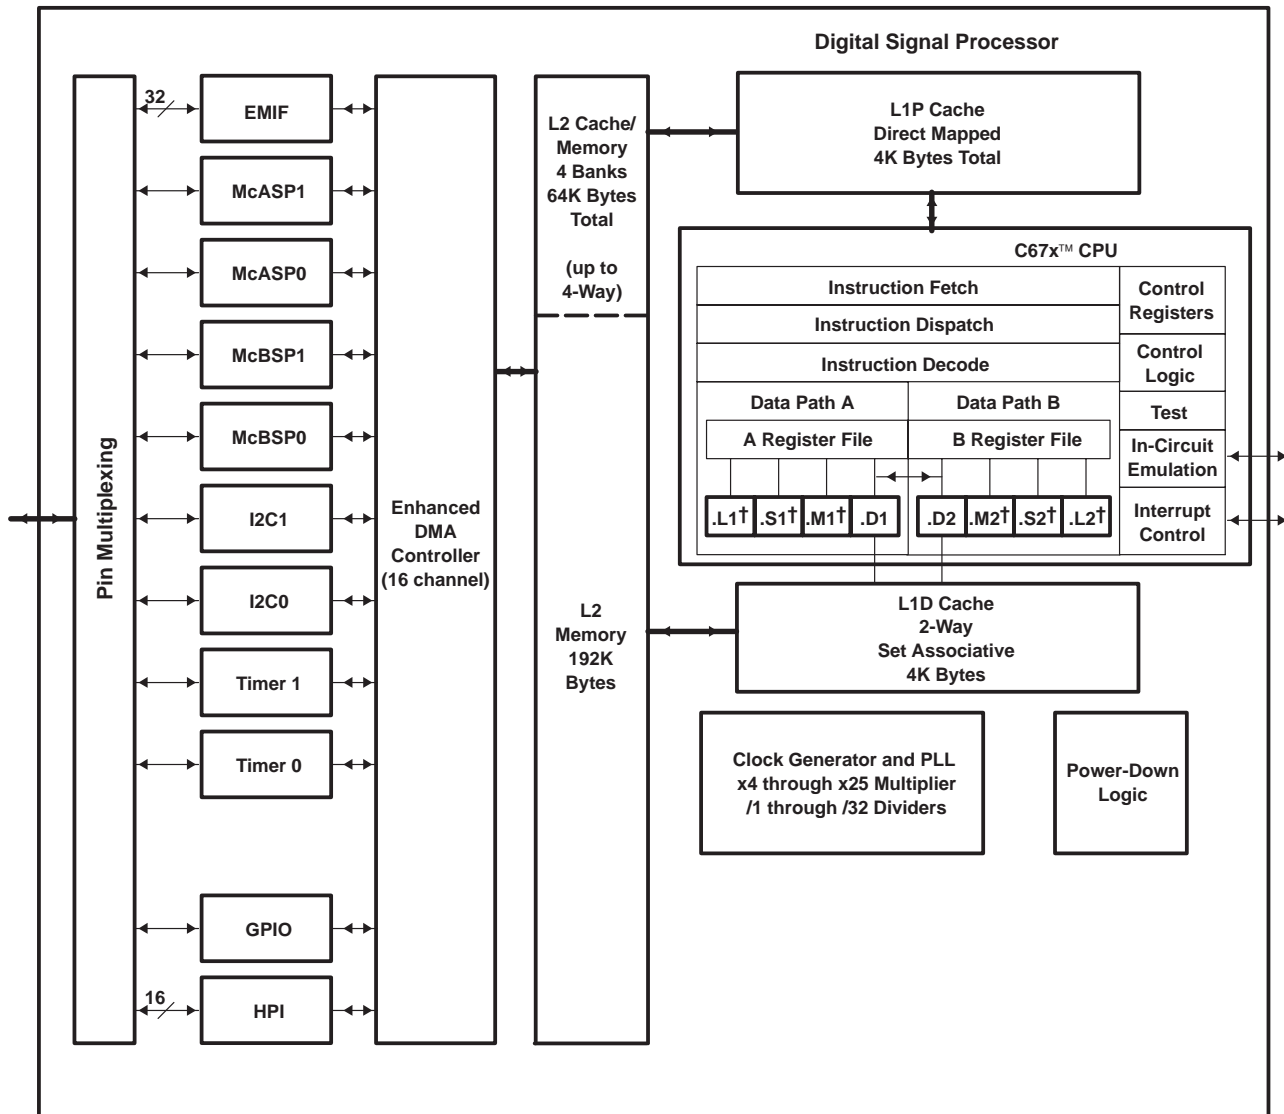 Digital Signal Processor
Pin Multiplexing
32
EMIF
McASP1
McASP0
McBSP1
McBSP0
I2C1
I2C0
Timer 1
Timer 0
GPIO
16
HPI
Enhanced
DMA
Controller
(16 channel)
L2 Cache/
Memory
4 Banks
64K Bytes
Total
(up to
4-Way)
L2
Memory
192K
Bytes
L1P Cache
Direct Mapped
4K Bytes Total
C67x™ CPU
Instruction Fetch
Instruction Dispatch
Instruction Decode
Data Path A
Data Path B
A Register File
B Register File
.L1† .S1† .M1† .D1 .D2 .M2† .S2† .L2†
Control
Registers
Control
Logic
Test
In-Circuit
Emulation
Interrupt
Control
L1D Cache
2-Way
Set Associative
4K Bytes
Clock Generator and PLL
x4 through x25 Multiplier
/1 through /32 Dividers
Power-Down
Logic